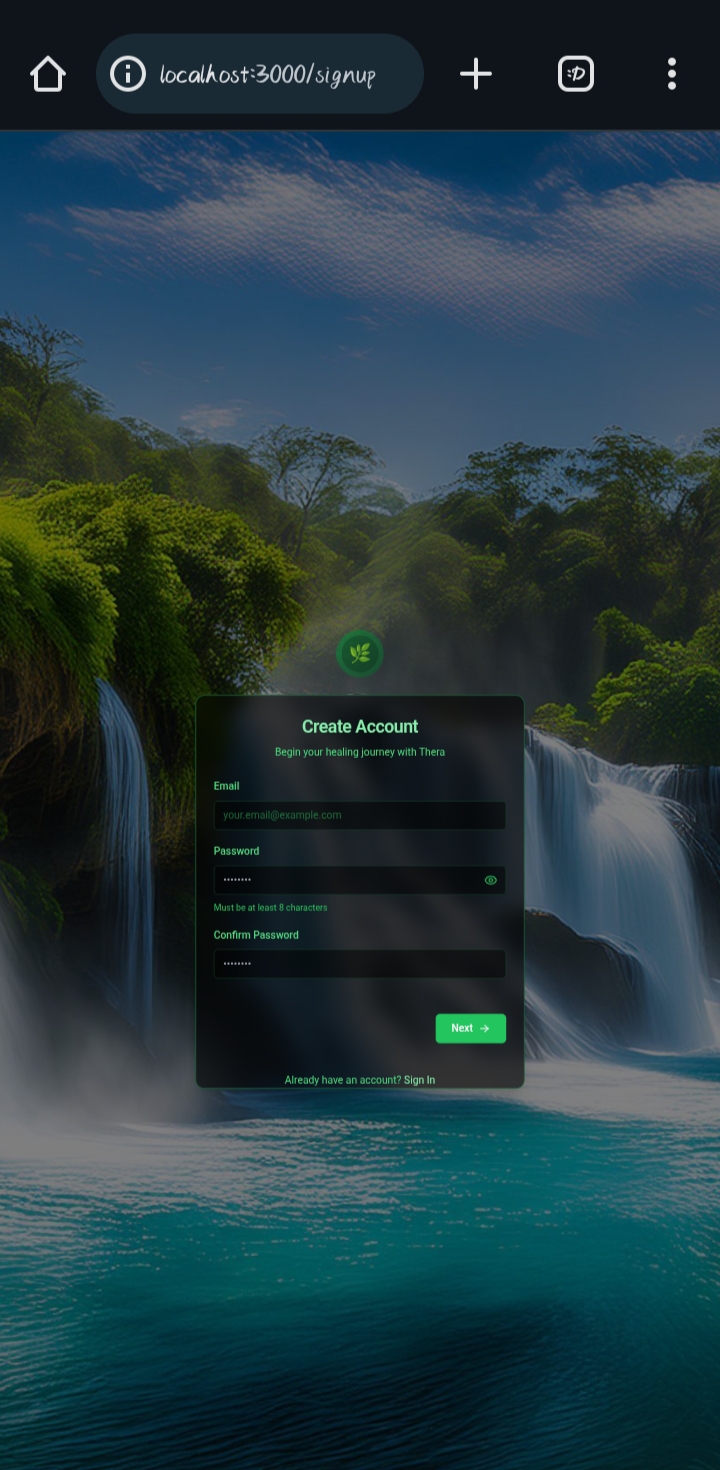 localhost:3000/signup
:D
Create Account
Begin your healing journey with Thera
Email
your.email@example.com
Password
••••••••
Must be at least 8 characters
Confirm Password
••••••••
Next →
Already have an account? Sign In